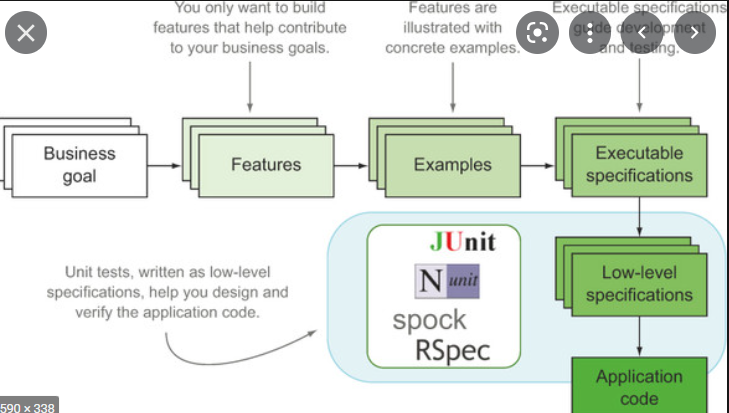 You only want to build
features that help contribute
to your business goals.
Features are
illustrated with
concrete examples.
Executable specifications
guide development
and testing.
Business
goal
Features
Examples
Executable
specifications
Unit tests, written as low-level
specifications, help you design and
verify the application code.
JUnit
N unit
spock
RSpec
Low-level
specifications
Application
code
590 x 338